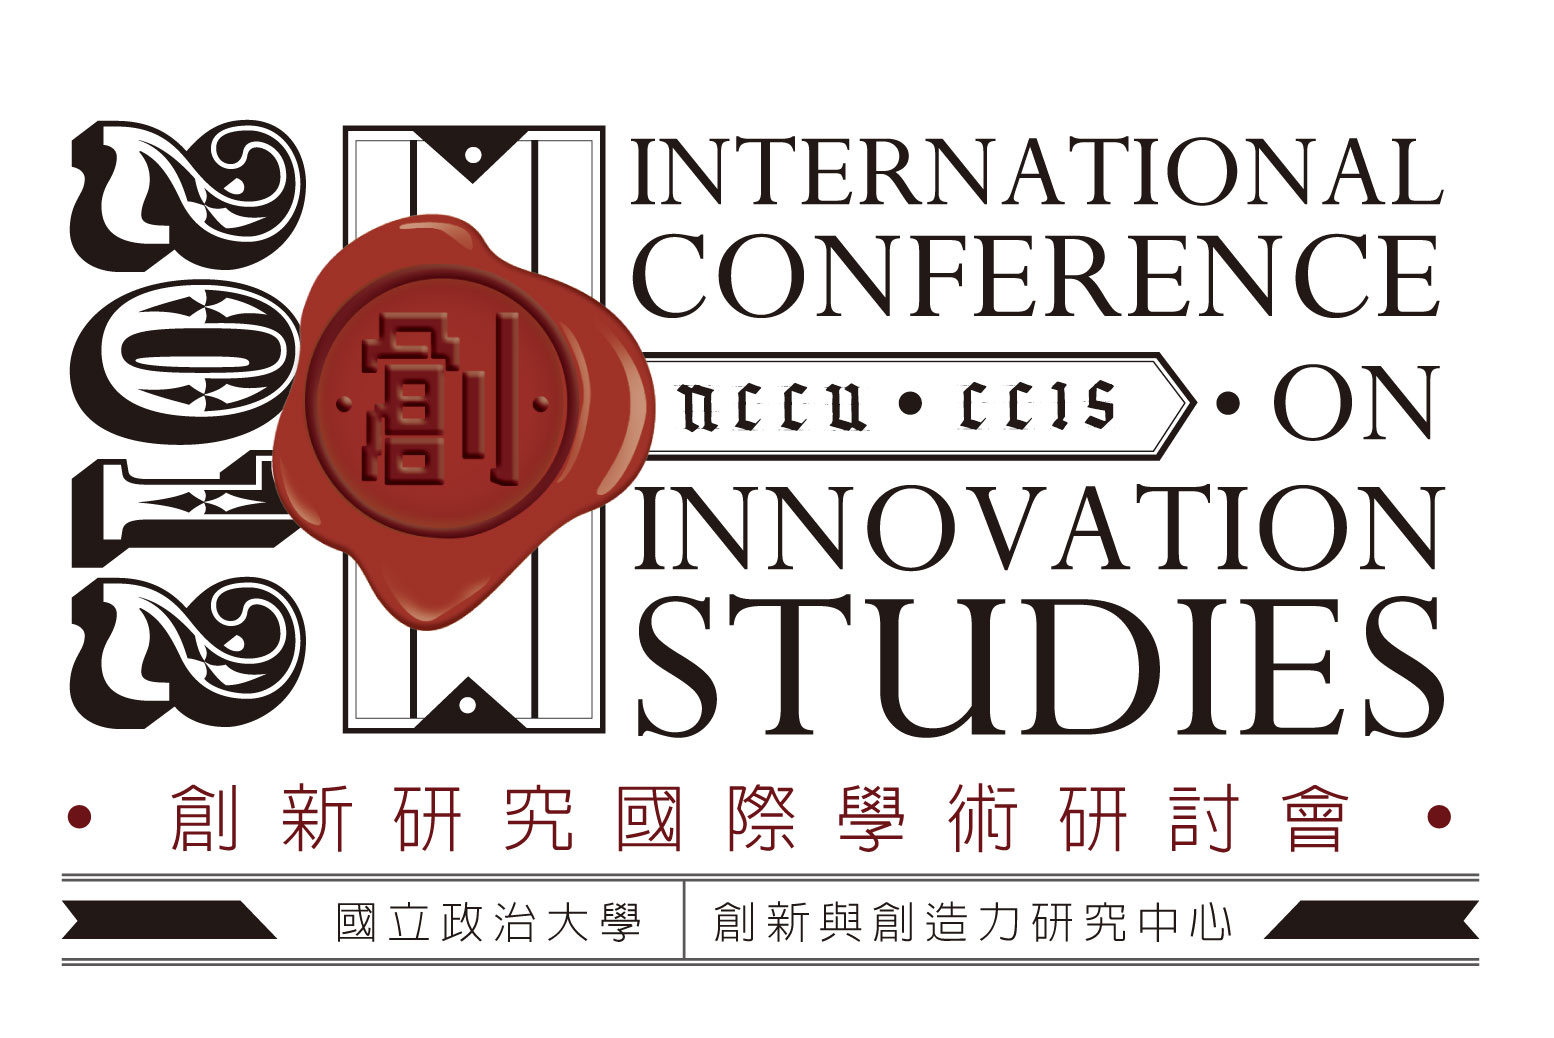 2012
創
INTERNATIONAL
CONFERENCE
nccu • ccis • ON
INNOVATION
STUDIES
• 創新研究國際學術研討會 •
國立政治大學 創新與創造力研究中心